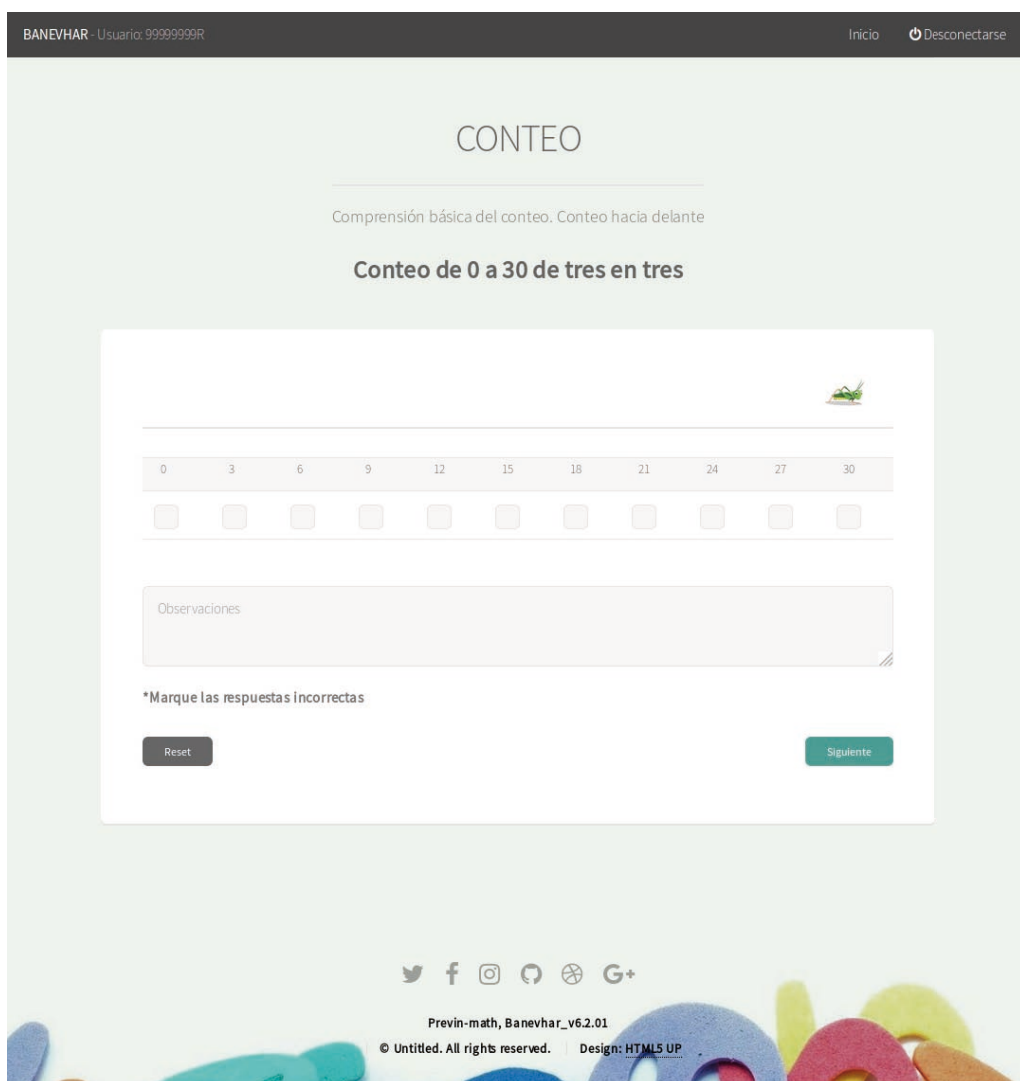 BANEVHAR - Usuario: 99999999R Inicio Desconectarse
CONTEO
Comprensión básica del conteo. Conteo hacia delante
Conteo de 0 a 30 de tres en tres
0 3 6 9 12 15 18 21 24 27 30
Observaciones
*Marque las respuestas incorrectas
Reset Siguiente
Previn-math, Banevhar_v6.2.01
© Untitled. All rights reserved. Design: HTML5 UP